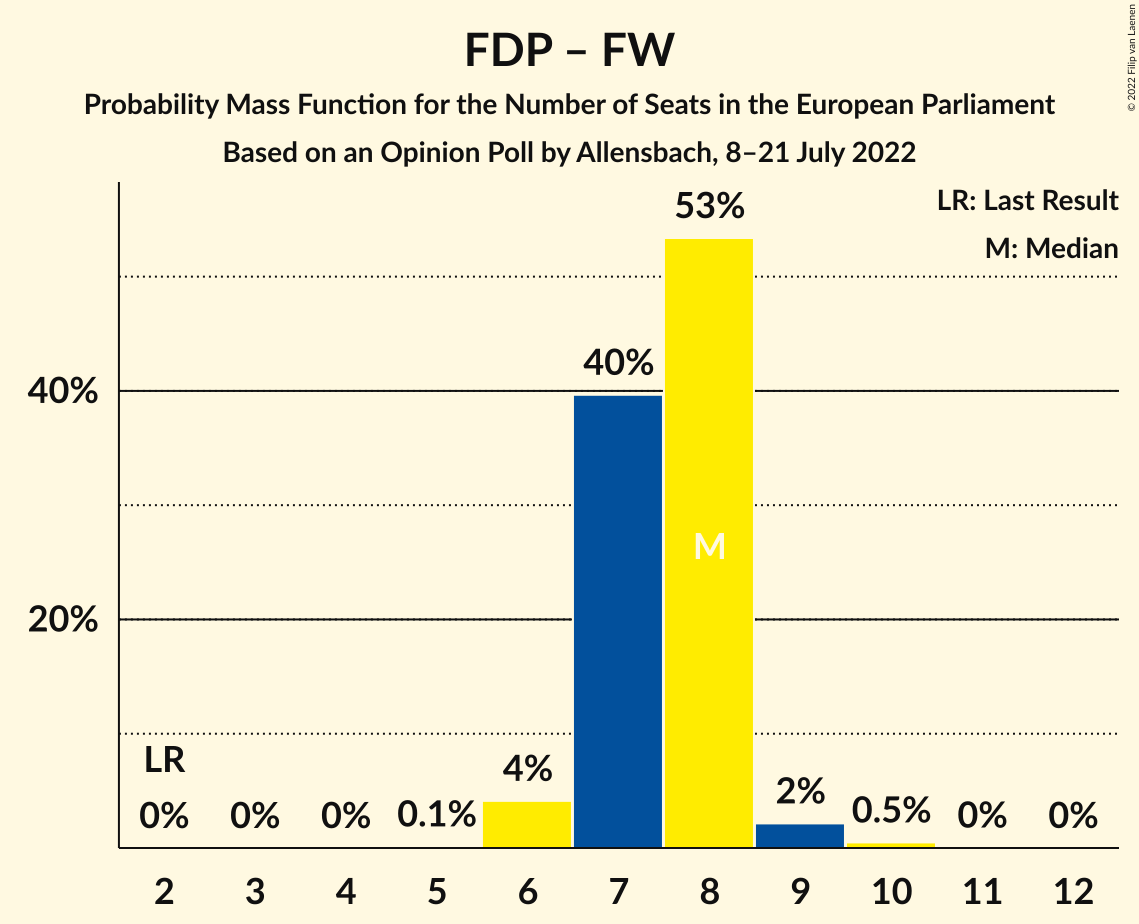 FDP – FW
Probability Mass Function for the Number of Seats in the European Parliament
Based on an Opinion Poll by Allensbach, 8–21 July 2022
© 2022 Filip van Laenen
LR: Last Result
M: Median
53%
40%
40%
M
20%
LR
4%
2%
0% 0% 0% 0.1% 0.5% 0% 0%
2 3 4 5 6 7 8 9 10 11 12